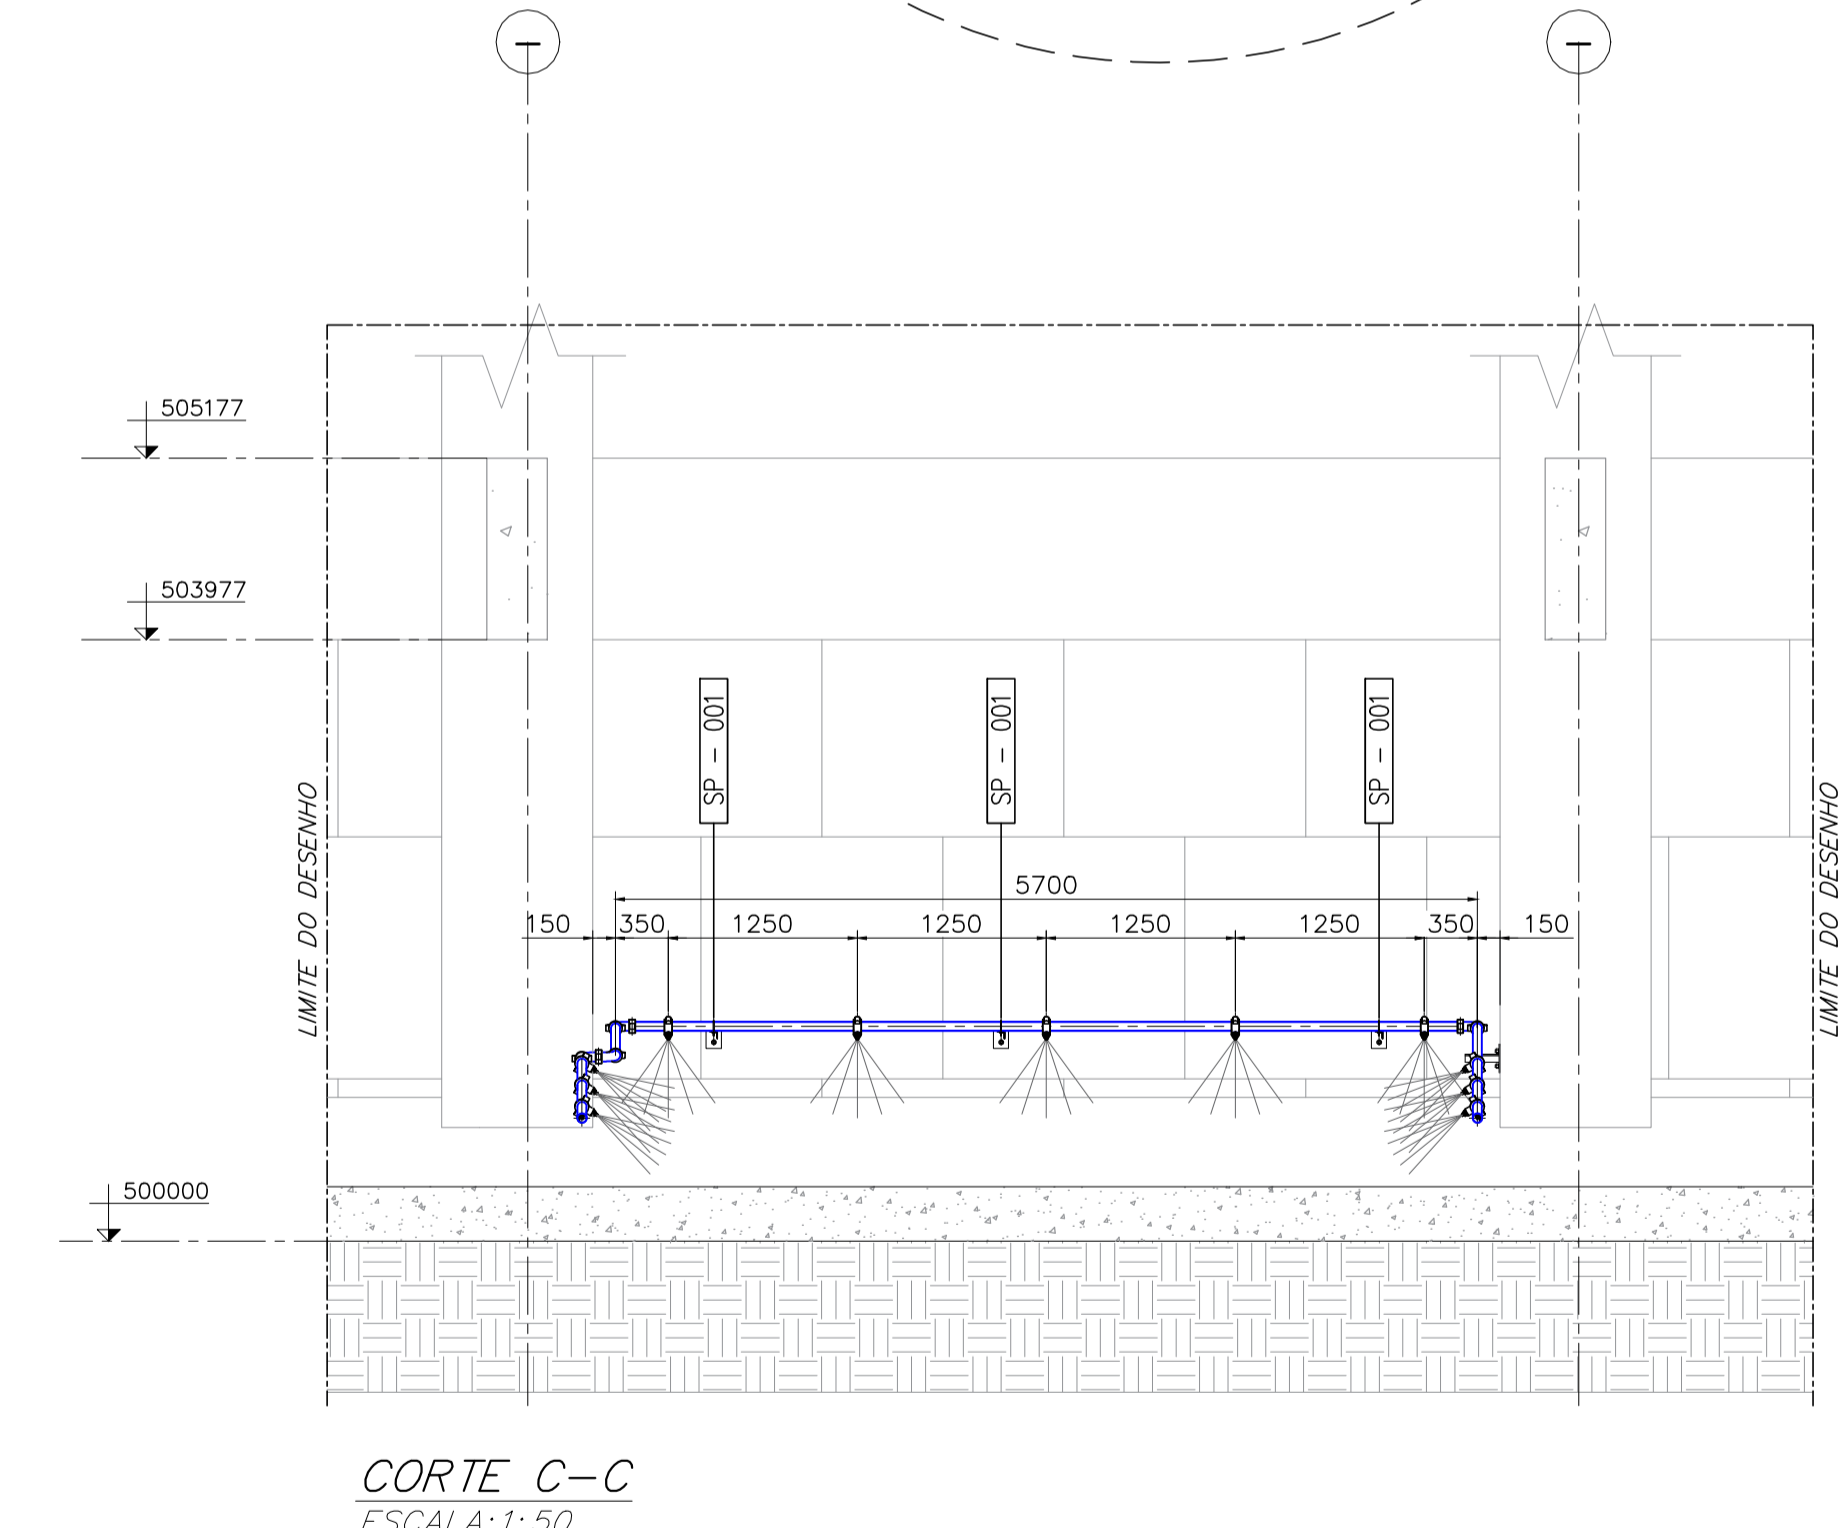 505177
503977
SP - 001
SP - 001
SP - 001
LIMITE DO DESENHO
LIMITE DO DESENHO
5700
150 350 1250 1250 1250 1250 350 150
500000
CORTE C-C
ESCALA:1:50